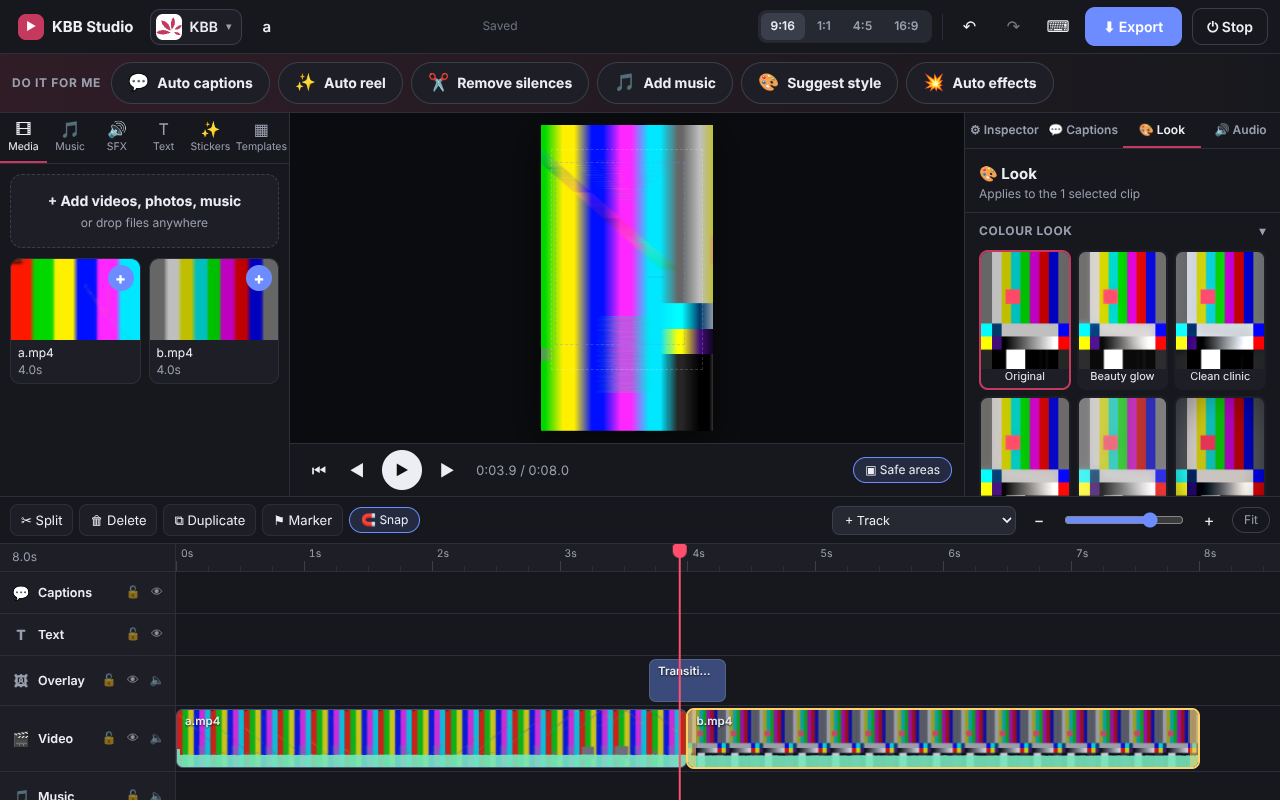 KBB Studio
KBB
a
Saved
9:16
1:1
4:5
16:9
Export
Stop
DO IT FOR ME
Auto captions
Auto reel
Remove silences
Add music
Suggest style
Auto effects
Media
Music
SFX
T
Text
Stickers
Templates
+ Add videos, photos, music
or drop files anywhere
a.mp4
4.0s
b.mp4
4.0s
0:03.9 / 0:08.0
Safe areas
Inspector
Captions
Look
Audio
Look
Applies to the 1 selected clip
COLOUR LOOK
Original
Beauty glow
Clean clinic
Split
Delete
Duplicate
Marker
Snap
+ Track
−
+
Fit
8.0s
0s
1s
2s
3s
4s
5s
6s
7s
8s
Captions
T Text
Overlay
Transiti...
Video
a.mp4
b.mp4
Music